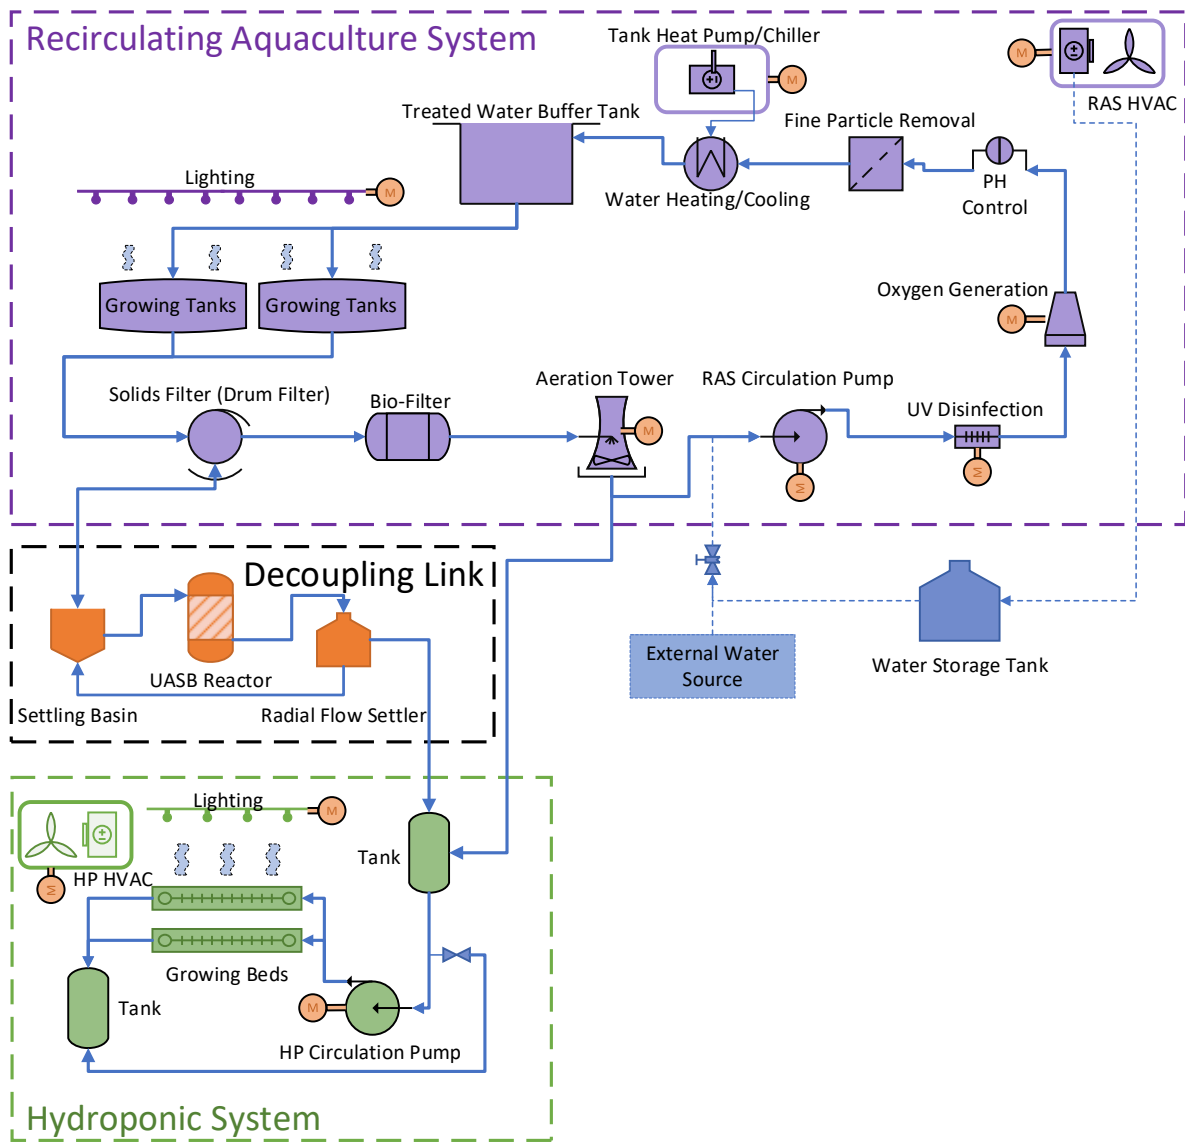 Recirculating Aquaculture System
Tank Heat Pump/Chiller
M
M
RAS HVAC
Treated Water Buffer Tank
Fine Particle Removal
Lighting
M
Water Heating/Cooling
PH
Control
Growing Tanks
Growing Tanks
Oxygen Generation
M
Solids Filter (Drum Filter)
Bio-Filter
Aeration Tower
M
RAS Circulation Pump
M
UV Disinfection
M
Decoupling Link
UASB Reactor
Settling Basin
Radial Flow Settler
External Water
Source
Water Storage Tank
Lighting
M
HP HVAC
M
Tank
Growing Beds
Tank
M
HP Circulation Pump
Hydroponic System